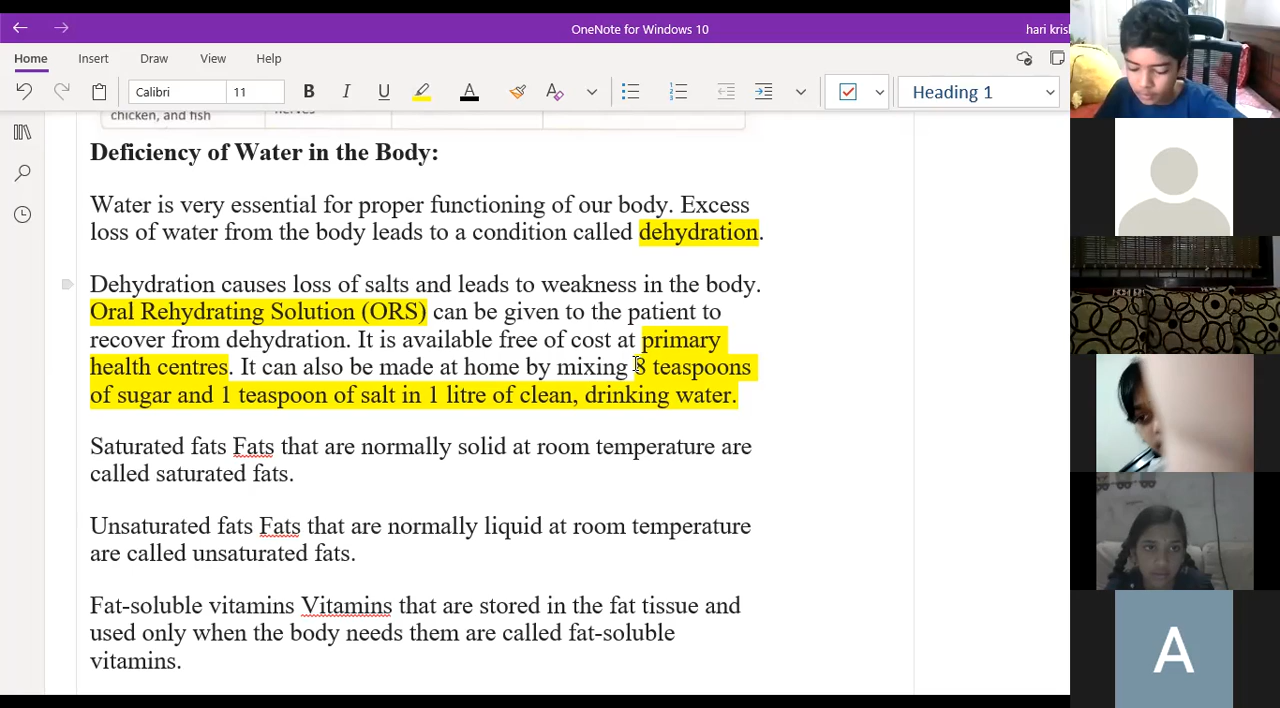 OneNote for Windows 10
hari kris
Home Insert Draw View Help
Calibri 11 B I U A A Heading 1
chicken, and fish
nerves
Deficiency of Water in the Body:
Water is very essential for proper functioning of our body. Excess
loss of water from the body leads to a condition called dehydration.
Dehydration causes loss of salts and leads to weakness in the body.
Oral Rehydrating Solution (ORS) can be given to the patient to
recover from dehydration. It is available free of cost at primary
health centres. It can also be made at home by mixing 8 teaspoons
of sugar and 1 teaspoon of salt in 1 litre of clean, drinking water.
Saturated fats Fats that are normally solid at room temperature are
called saturated fats.
Unsaturated fats Fats that are normally liquid at room temperature
are called unsaturated fats.
Fat-soluble vitamins Vitamins that are stored in the fat tissue and
used only when the body needs them are called fat-soluble
vitamins.
A